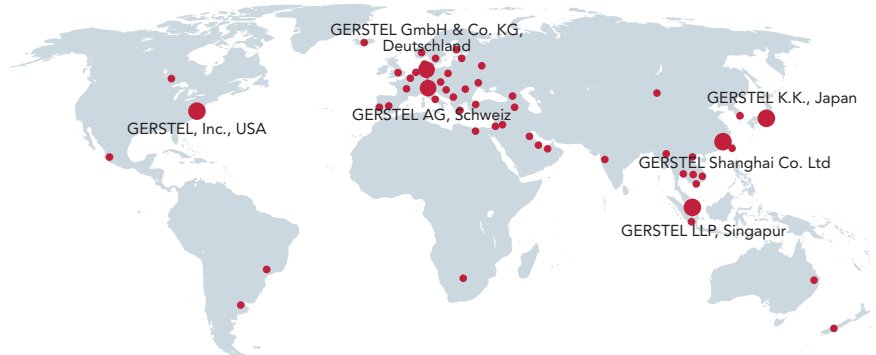 GERSTEL GmbH & Co. KG,
Deutschland
GERSTEL K.K., Japan
GERSTEL AG, Schweiz
GERSTEL, Inc., USA
GERSTEL Shanghai Co. Ltd
GERSTEL LLP, Singapur